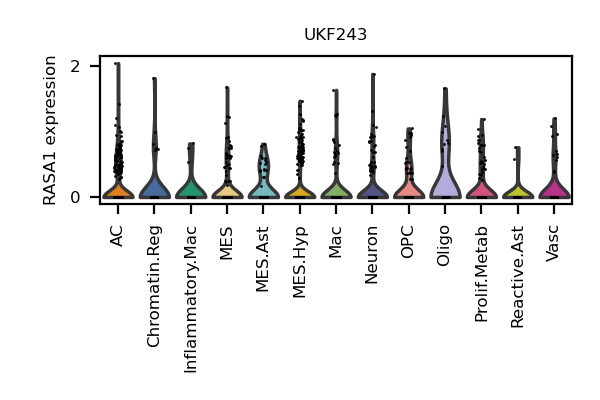 UKF243
RASA1 expression
2
0
AC
Chromatin.Reg
Inflammatory.Mac
MES
MES.Ast
MES.Hyp
Mac
Neuron
OPC
Oligo
Prolif.Metab
Reactive.Ast
Vasc